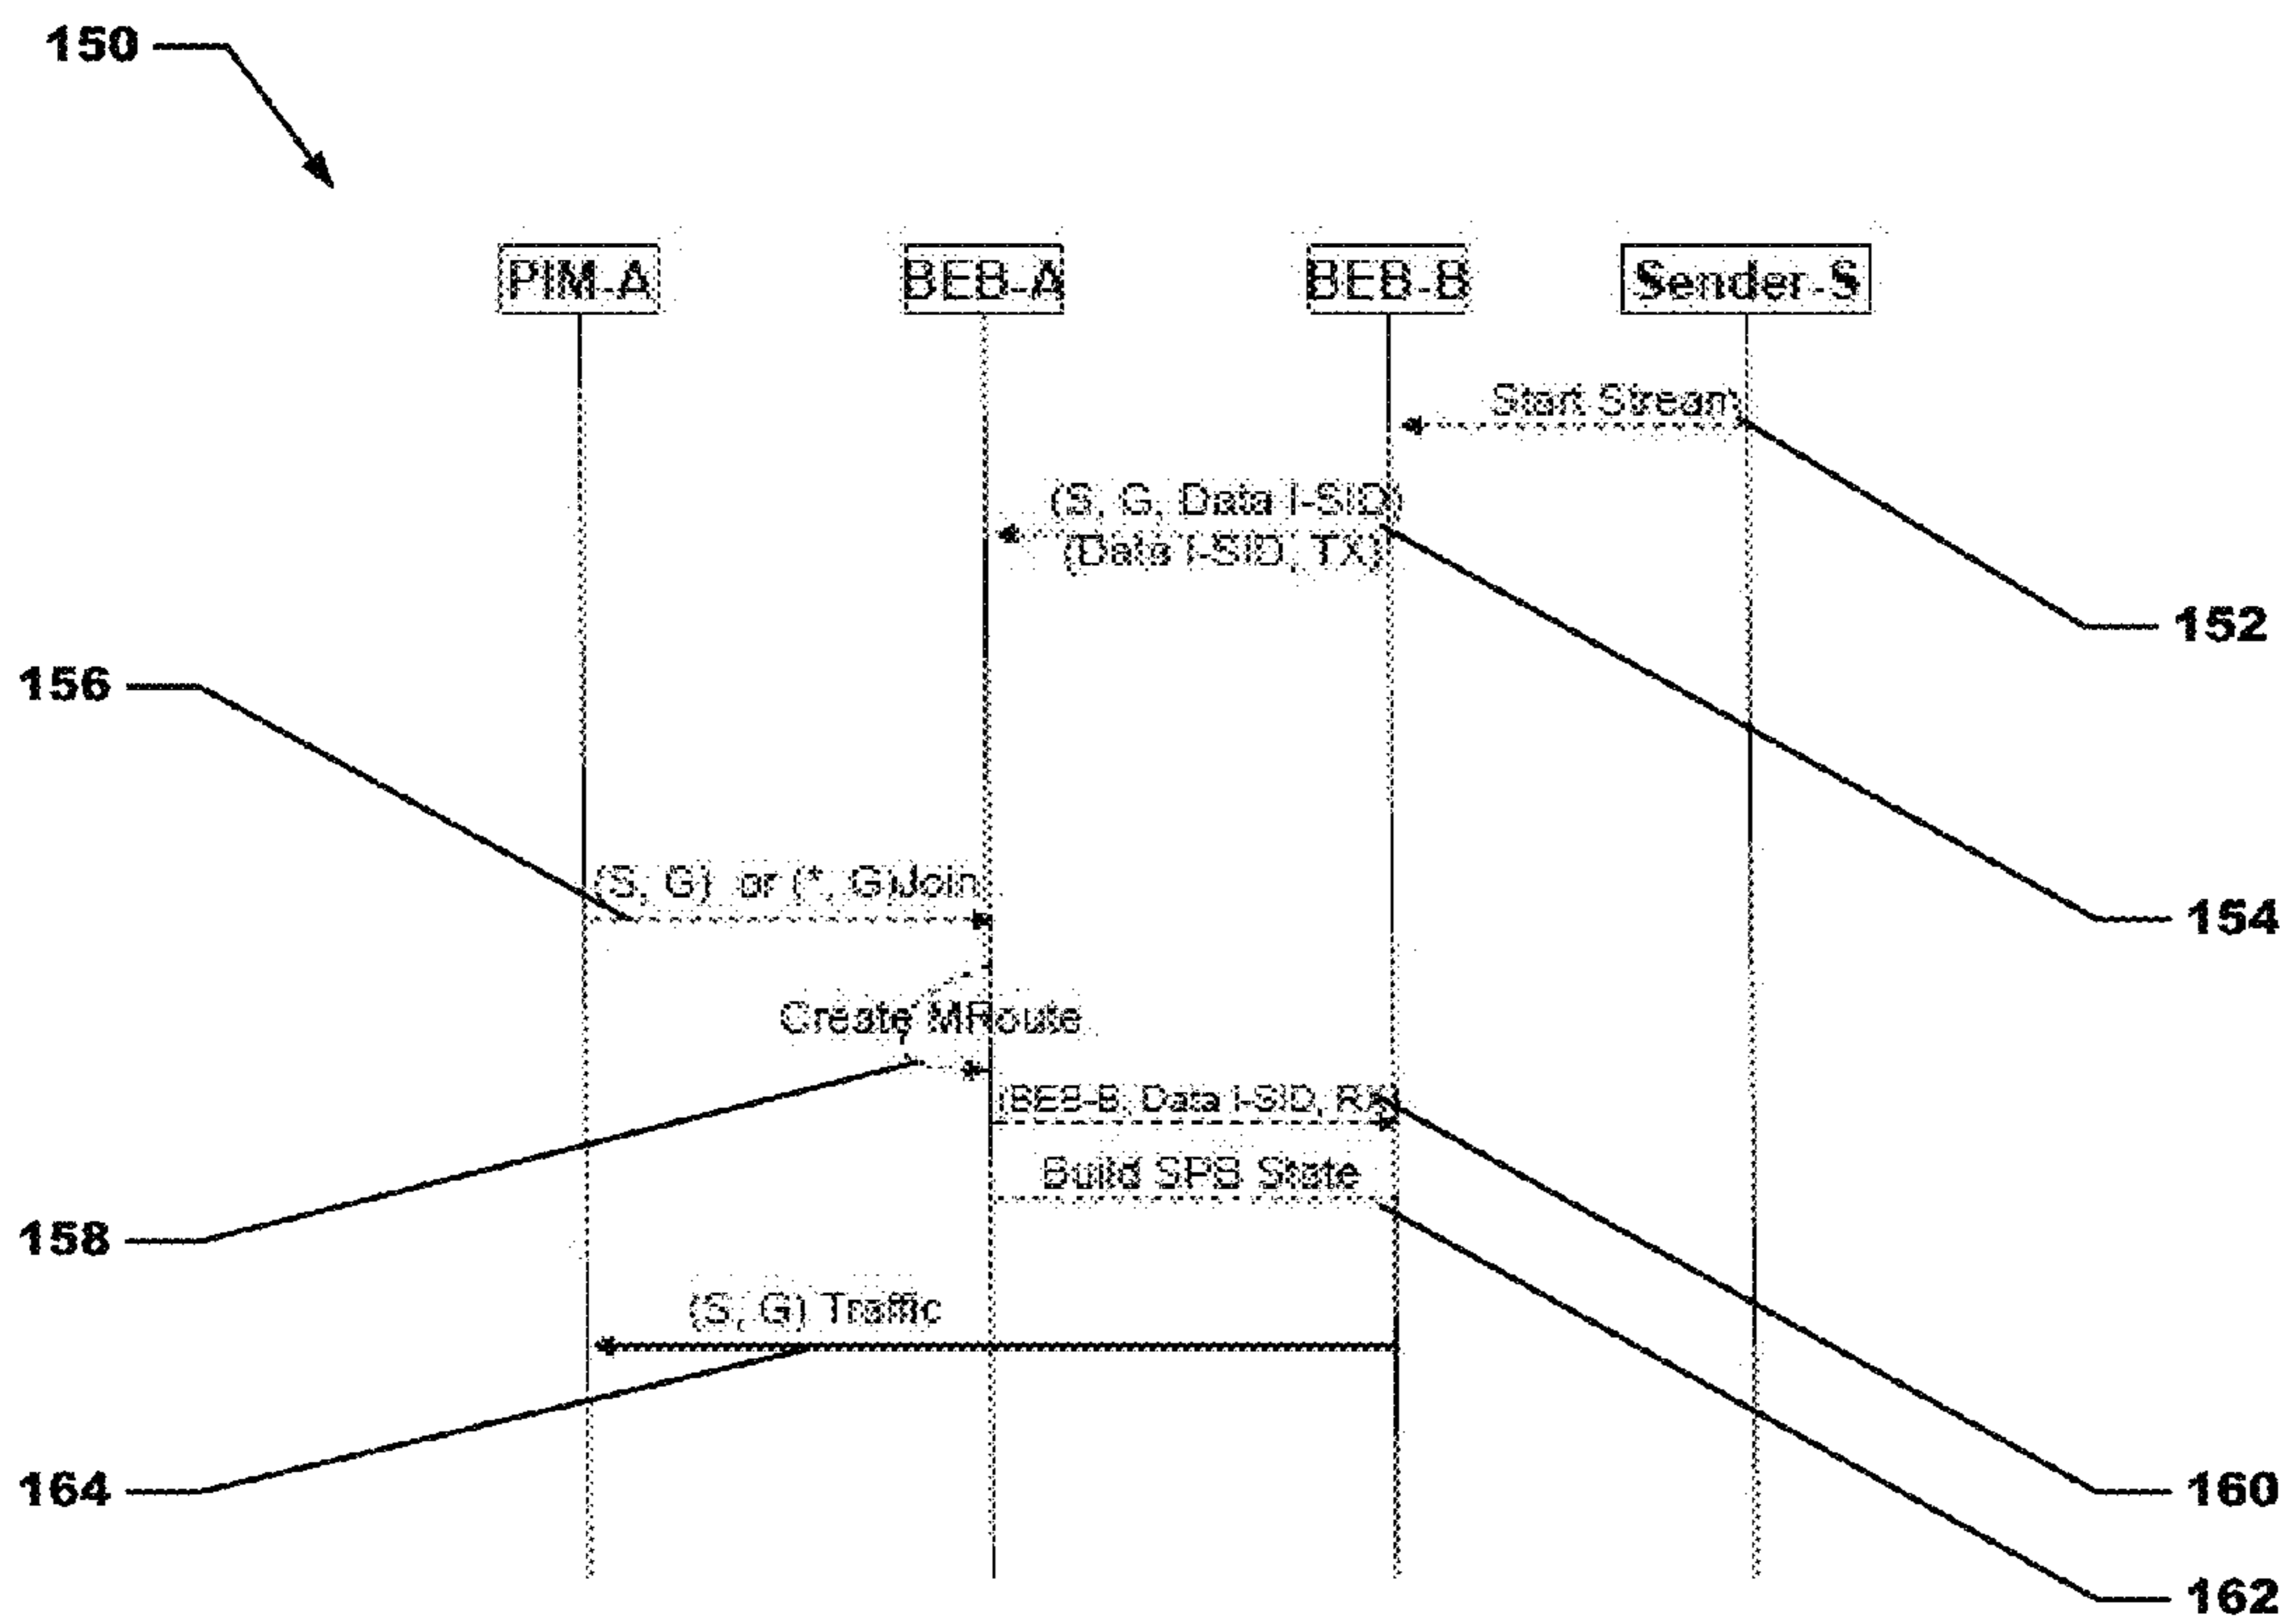 150
PIM-A
BEB-A
BEB-B
Sender-S
Start Stream
(S, G, Data I-SID)
(Data I-SID, TX)
152
156
154
(S, G) or (*, G)Join
Create MRoute
(BEB-B, Data I-SID, RX)
Build SPB State
158
(S, G) Traffic
164
160
162